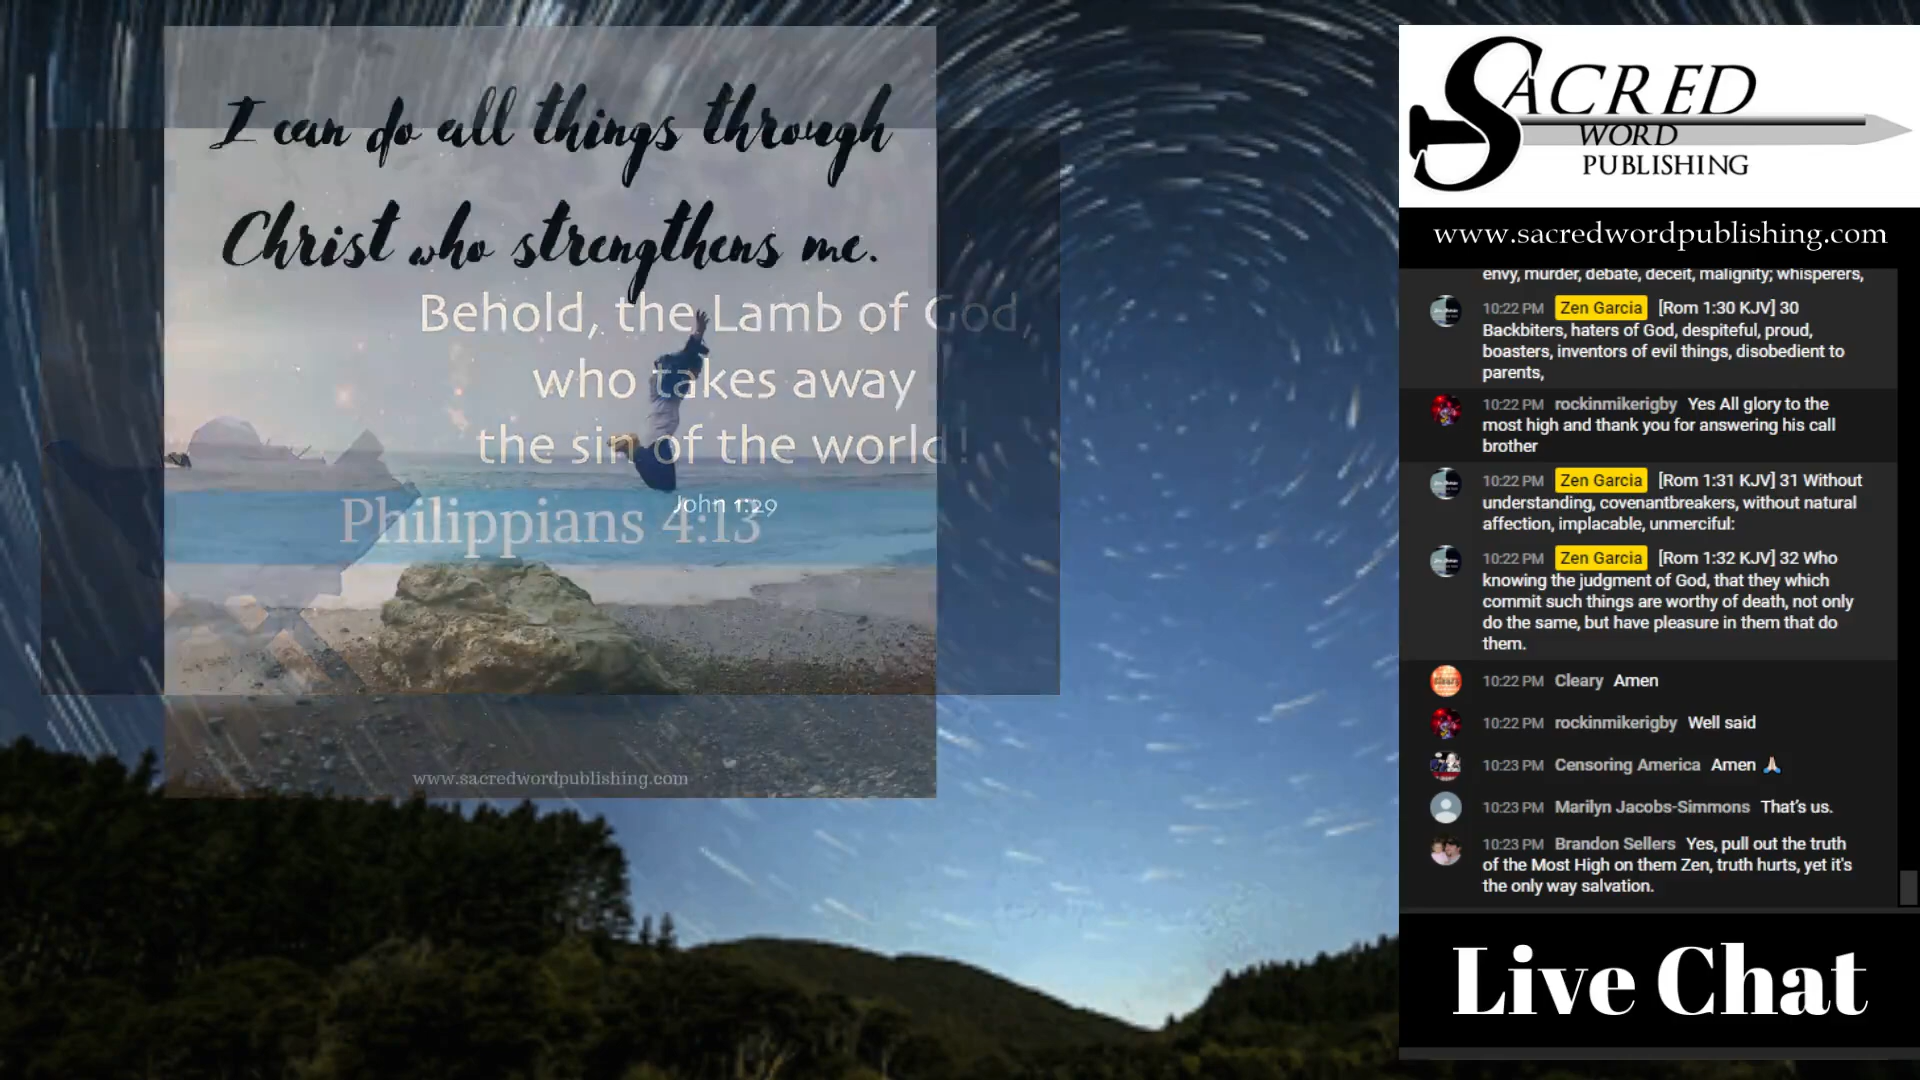 I can do all things through
Christ who strengthens me.
Behold, the Lamb of God,
who takes away
the sin of the world!
John 1:29
Philippians 4:13
www.sacredwordpublishing.com
SACRED
WORD
PUBLISHING
www.sacredwordpublishing.com
envy, murder, debate, deceit, malignity; whisperers,
10:22 PM Zen Garcia [Rom 1:30 KJV] 30
Backbiters, haters of God, despiteful, proud,
boasters, inventors of evil things, disobedient to
parents,
10:22 PM rockinmikerigby Yes All glory to the
most high and thank you for answering his call
brother
10:22 PM Zen Garcia [Rom 1:31 KJV] 31 Without
understanding, covenantbreakers, without natural
affection, implacable, unmerciful:
10:22 PM Zen Garcia [Rom 1:32 KJV] 32 Who
knowing the judgment of God, that they which
commit such things are worthy of death, not only
do the same, but have pleasure in them that do
them.
10:22 PM Cleary Amen
10:22 PM rockinmikerigby Well said
10:23 PM Censoring America Amen 🙏🏻
10:23 PM Marilyn Jacobs-Simmons That's us.
10:23 PM Brandon Sellers Yes, pull out the truth
of the Most High on them Zen, truth hurts, yet it's
the only way salvation.
Live Chat